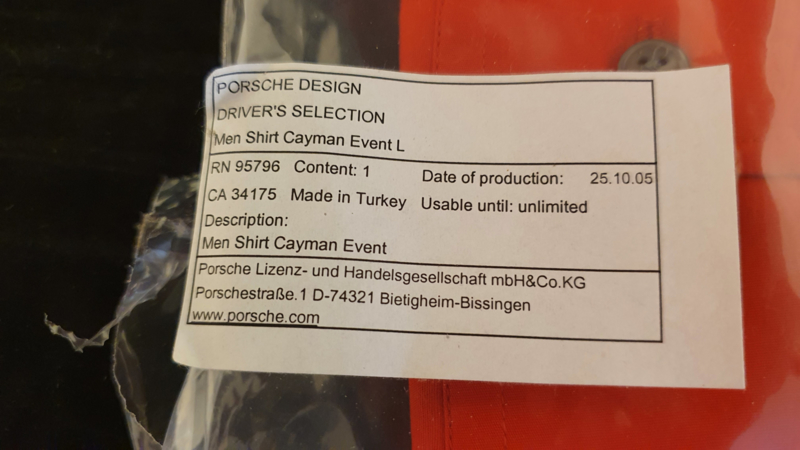 PORSCHE DESIGN
DRIVER'S SELECTION
Men Shirt Cayman Event L
RN 95796 Content: 1 Date of production: 25.10.05
CA 34175 Made in Turkey Usable until: unlimited
Description:
Men Shirt Cayman Event
Porsche Lizenz- und Handelsgesellschaft mbH&Co.KG
Porschestraße.1 D-74321 Bietigheim-Bissingen
www.porsche.com